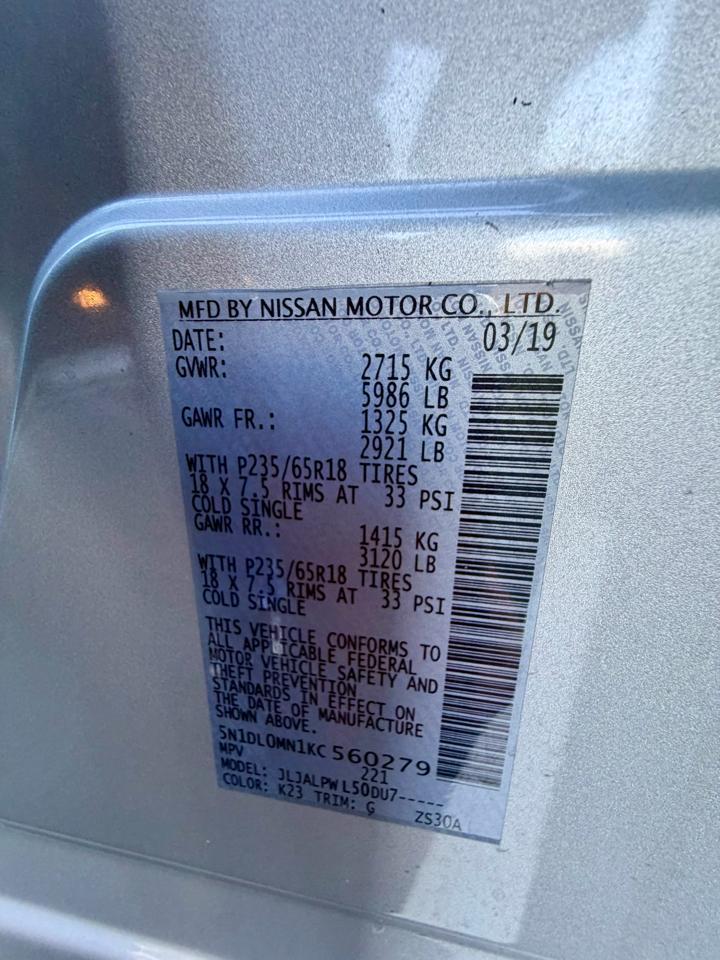 MFD BY NISSAN MOTOR CO., LTD.
DATE: 03/19
GVWR: 2715 KG
5986 LB
GAWR FR.: 1325 KG
2921 LB
WITH P235/65R18 TIRES
18 X 7.5 RIMS AT 33 PSI
COLD SINGLE
GAWR RR.: 1415 KG
3120 LB
WITH P235/65R18 TIRES
18 X 7.5 RIMS AT 33 PSI
COLD SINGLE
THIS VEHICLE CONFORMS TO
ALL APPLICABLE FEDERAL
MOTOR VEHICLE SAFETY AND
THEFT PREVENTION
STANDARDS IN EFFECT ON
THE DATE OF MANUFACTURE
SHOWN ABOVE.
5N1DL0MN1KC560279
MPV 221
MODEL: JLJALPWL50DU7-----
COLOR: K23 TRIM: G ZS30A